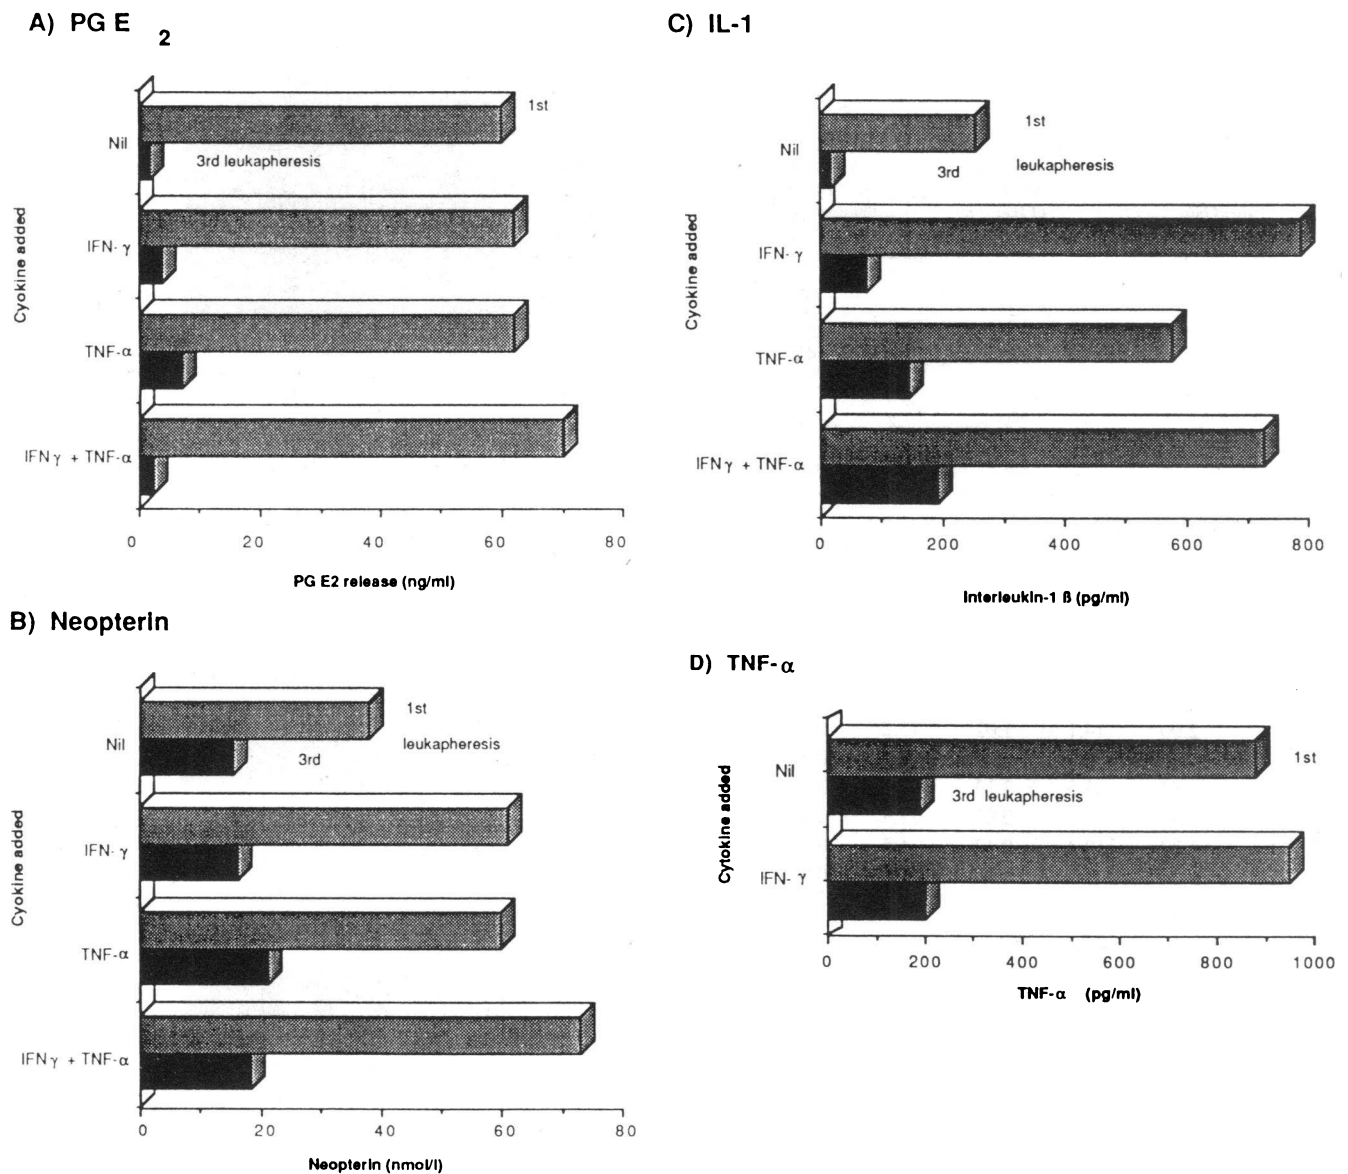 A) PG E 2
1st
Nil
3rd leukapheresis
IFN- γ
Cyokine added
TNF-α
IFN γ + TNF-α
0 20 40 60 80
PG E2 release (ng/ml)
B) Neopterin
1st
Nil
leukapheresis
3rd
IFN- γ
Cyokine added
TNF-α
IFN γ + TNF-α
0 20 40 60 80
Neopterin (nmol/l)
C) IL-1
1st
Nil
leukapheresis
3rd
IFN- γ
Cyokine added
TNF-α
IFN γ + TNF-α
0 200 400 600 800
Interleukin-1 ß (pg/ml)
D) TNF- α
1st
Nil
3rd leukapheresis
Cytokine added
IFN- γ
0 200 400 600 800 1000
TNF-α (pg/ml)